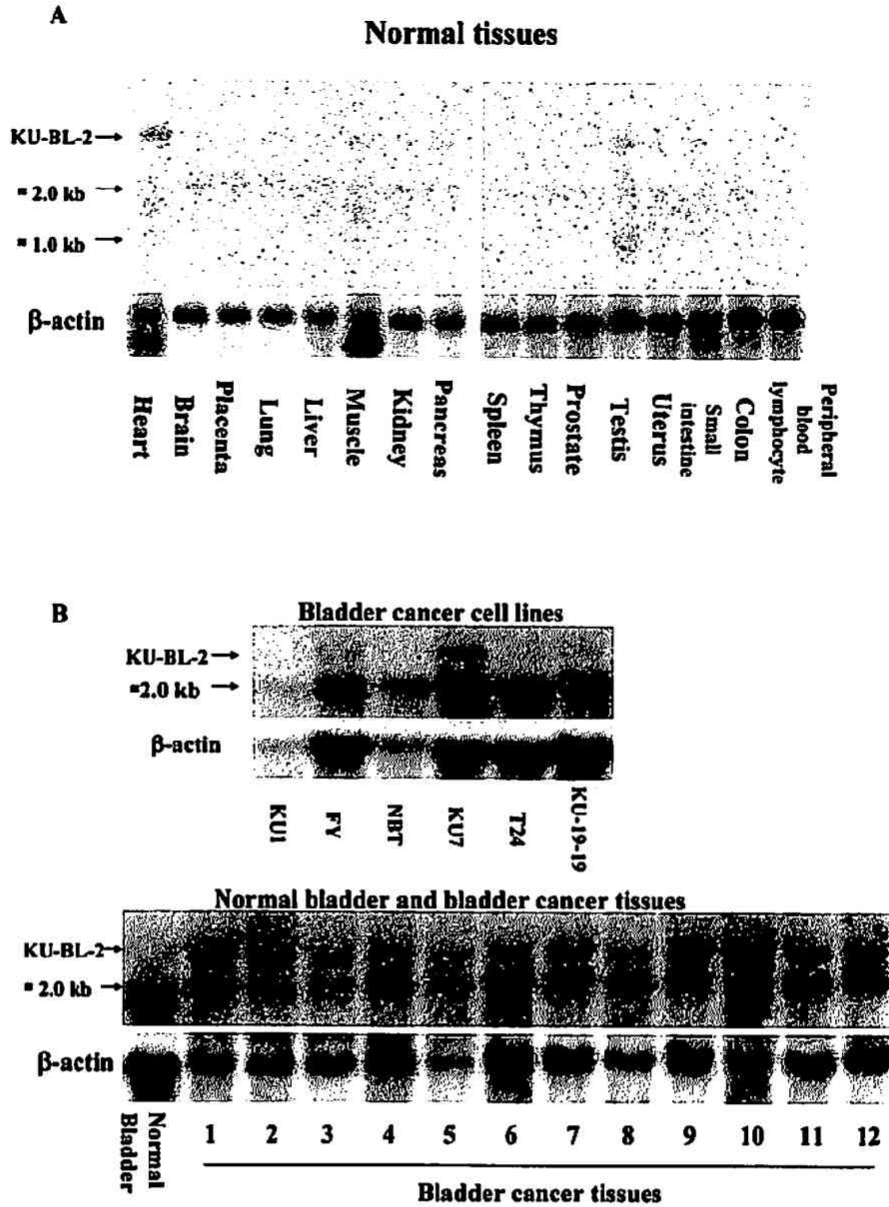 A
Normal tissues
KU-BL-2
≈ 2.0 kb
≈ 1.0 kb
β-actin
Heart
Brain
Placenta
Lung
Liver
Muscle
Kidney
Pancreas
Spleen
Thymus
Prostate
Testis
Uterus
Small
intestine
Colon
Peripheral
blood
lymphocyte
B
Bladder cancer cell lines
KU-BL-2
≈2.0 kb
β-actin
KU1
FY
NBT
KU7
T24
KU-19-19
Normal bladder and bladder cancer tissues
KU-BL-2
≈ 2.0 kb
β-actin
Normal
Bladder
1 2 3 4 5 6 7 8 9 10 11 12
Bladder cancer tissues